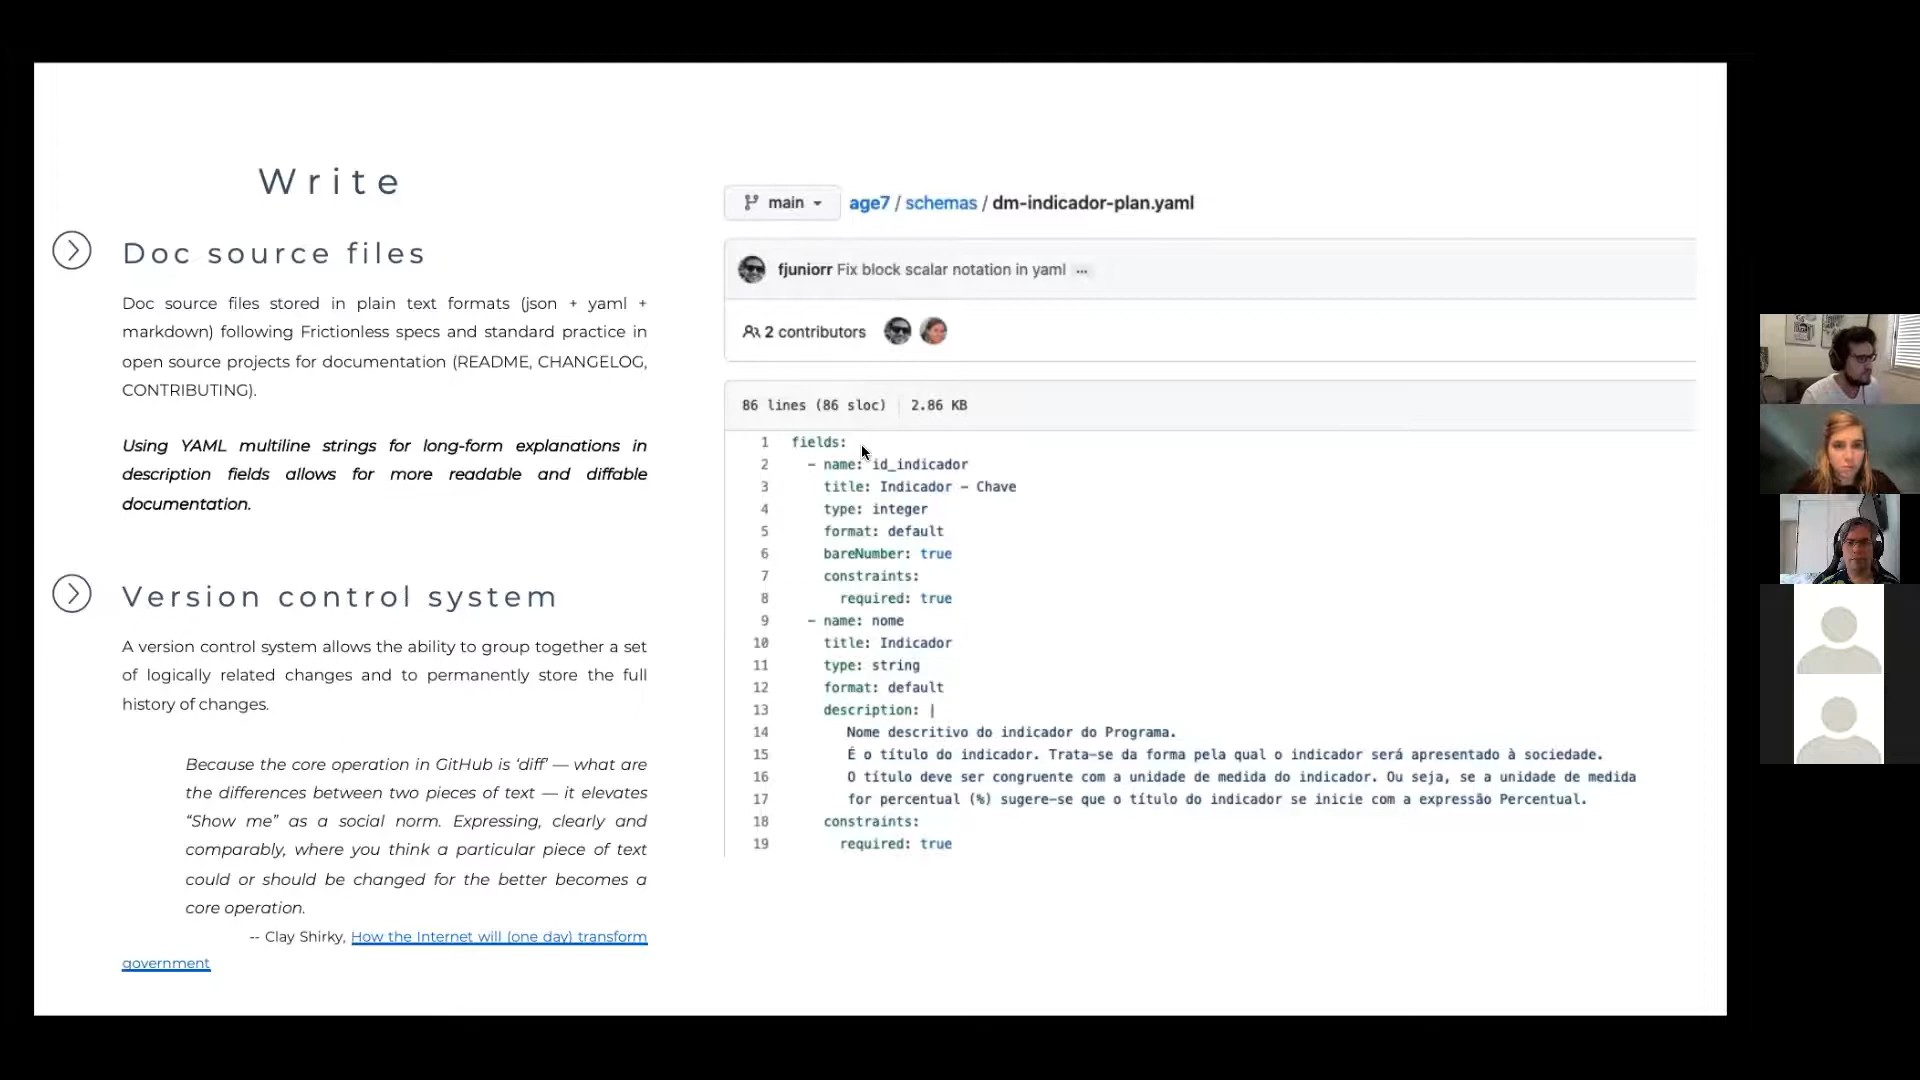 Write
Doc source files
Doc source files stored in plain text formats (json + yaml +
markdown) following Frictionless specs and standard practice in
open source projects for documentation (README, CHANGELOG,
CONTRIBUTING).
Using YAML multiline strings for long-form explanations in
description fields allows for more readable and diffable
documentation.
Version control system
A version control system allows the ability to group together a set
of logically related changes and to permanently store the full
history of changes.
Because the core operation in GitHub is ‘diff’ — what are
the differences between two pieces of text — it elevates
“Show me” as a social norm. Expressing, clearly and
comparably, where you think a particular piece of text
could or should be changed for the better becomes a
core operation.
-- Clay Shirky, How the Internet will (one day) transform
government
main age7 / schemas / dm-indicador-plan.yaml
fjuniorr Fix block scalar notation in yaml ...
2 contributors
86 lines (86 sloc) 2.86 KB
1 fields:
2 - name: id_indicador
3 title: Indicador - Chave
4 type: integer
5 format: default
6 bareNumber: true
7 constraints:
8 required: true
9 - name: nome
10 title: Indicador
11 type: string
12 format: default
13 description: |
14 Nome descritivo do indicador do Programa.
15 É o título do indicador. Trata-se da forma pela qual o indicador será apresentado à sociedade.
16 O título deve ser congruente com a unidade de medida do indicador. Ou seja, se a unidade de medida
17 for percentual (%) sugere-se que o título do indicador se inicie com a expressão Percentual.
18 constraints:
19 required: true